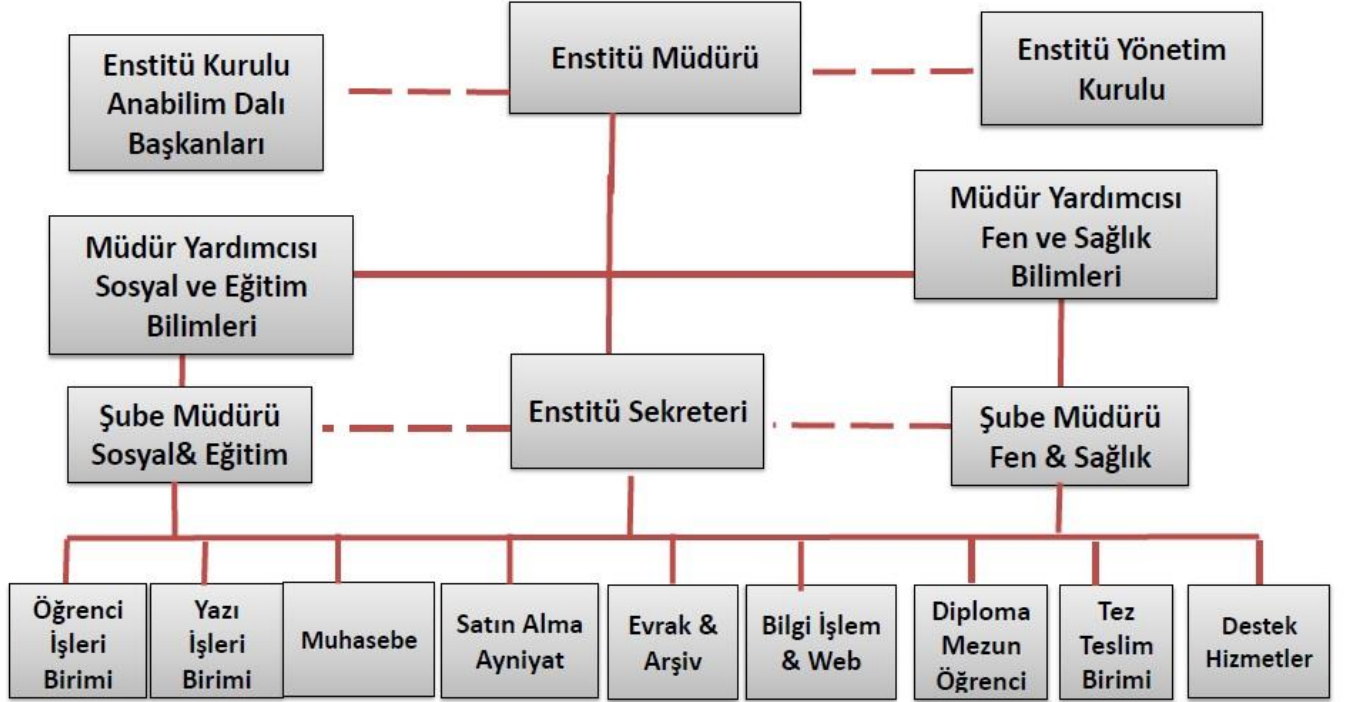 Enstitü Kurulu
Anabilim Dalı
Başkanları
Enstitü Müdürü
Enstitü Yönetim
Kurulu
Müdür Yardımcısı
Sosyal ve Eğitim
Bilimleri
Müdür Yardımcısı
Fen ve Sağlık
Bilimleri
Şube Müdürü
Sosyal& Eğitim
Enstitü Sekreteri
Şube Müdürü
Fen & Sağlık
Öğrenci
İşleri
Birimi
Yazı
İşleri
Birimi
Muhasebe
Satın Alma
Ayniyat
Evrak &
Arşiv
Bilgi İşlem
& Web
Diploma
Mezun
Öğrenci
Tez
Teslim
Birimi
Destek
Hizmetler